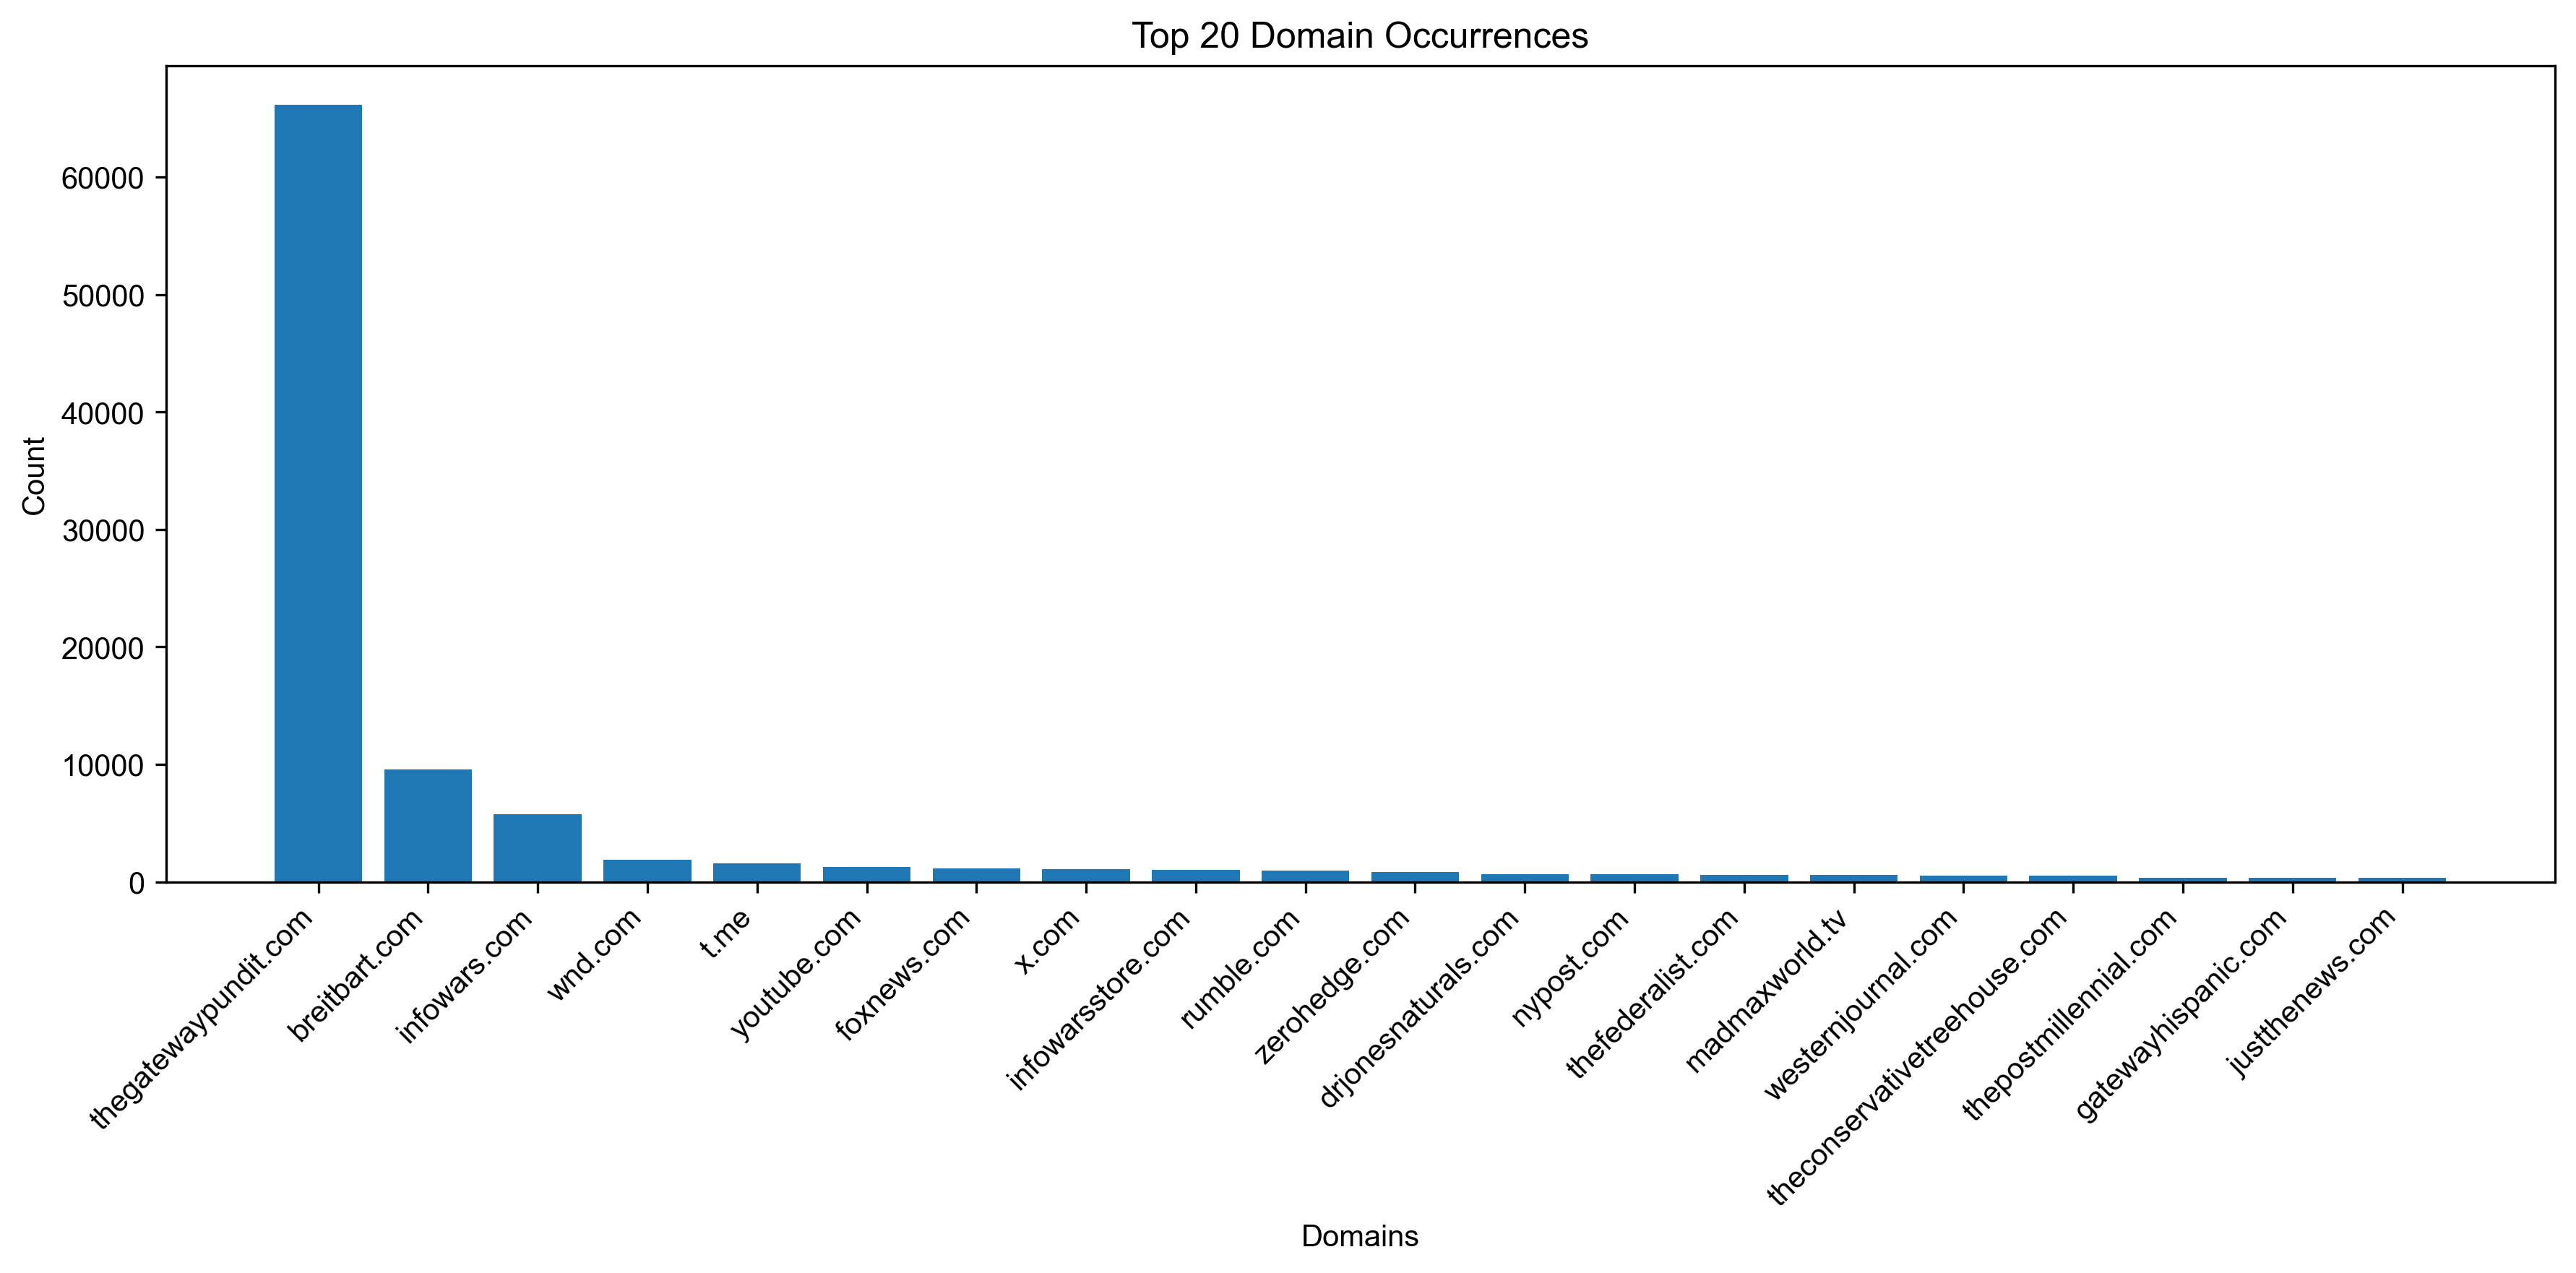 Top 20 Domain Occurrences
Count
60000
50000
40000
30000
20000
10000
0
thegatewaypundit.com
breitbart.com
infowars.com
wnd.com
t.me
youtube.com
foxnews.com
x.com
infowarsstore.com
rumble.com
zerohedge.com
drjonesnaturals.com
nypost.com
thefederalist.com
madmaxworld.tv
westernjournal.com
theconservativetreehouse.com
thepostmillennial.com
gatewayhispanic.com
justthenews.com
Domains